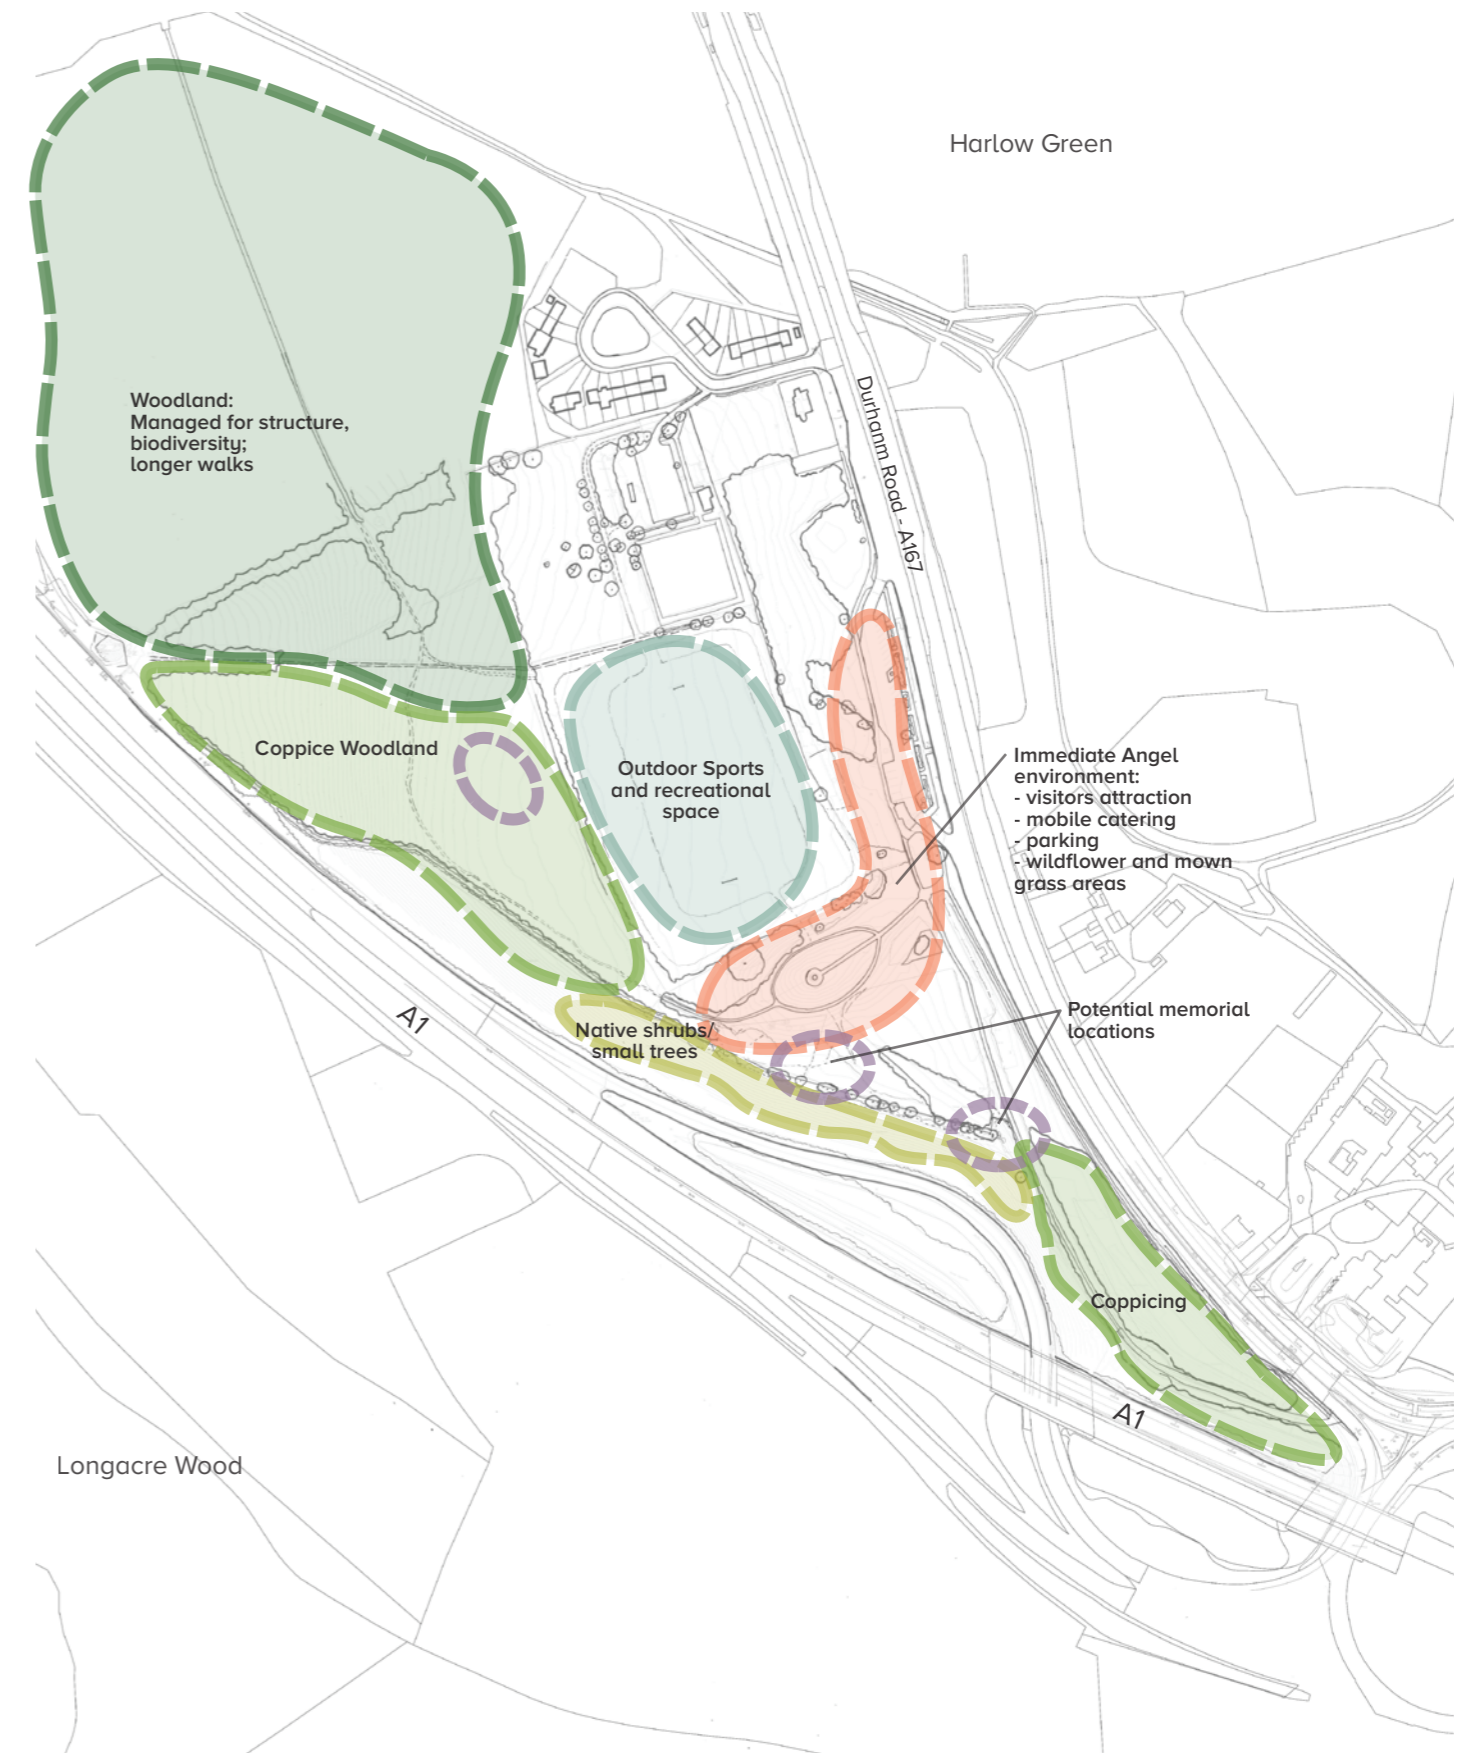 Harlow Green
Durhanm Road - A167
Woodland:
Managed for structure,
biodiversity;
longer walks
Coppice Woodland
Outdoor Sports
and recreational
space
Immediate Angel
environment:
- visitors attraction
- mobile catering
- parking
- wildflower and mown
grass areas
Potential memorial
locations
A1
Native shrubs/
small trees
Coppicing
A1
Longacre Wood